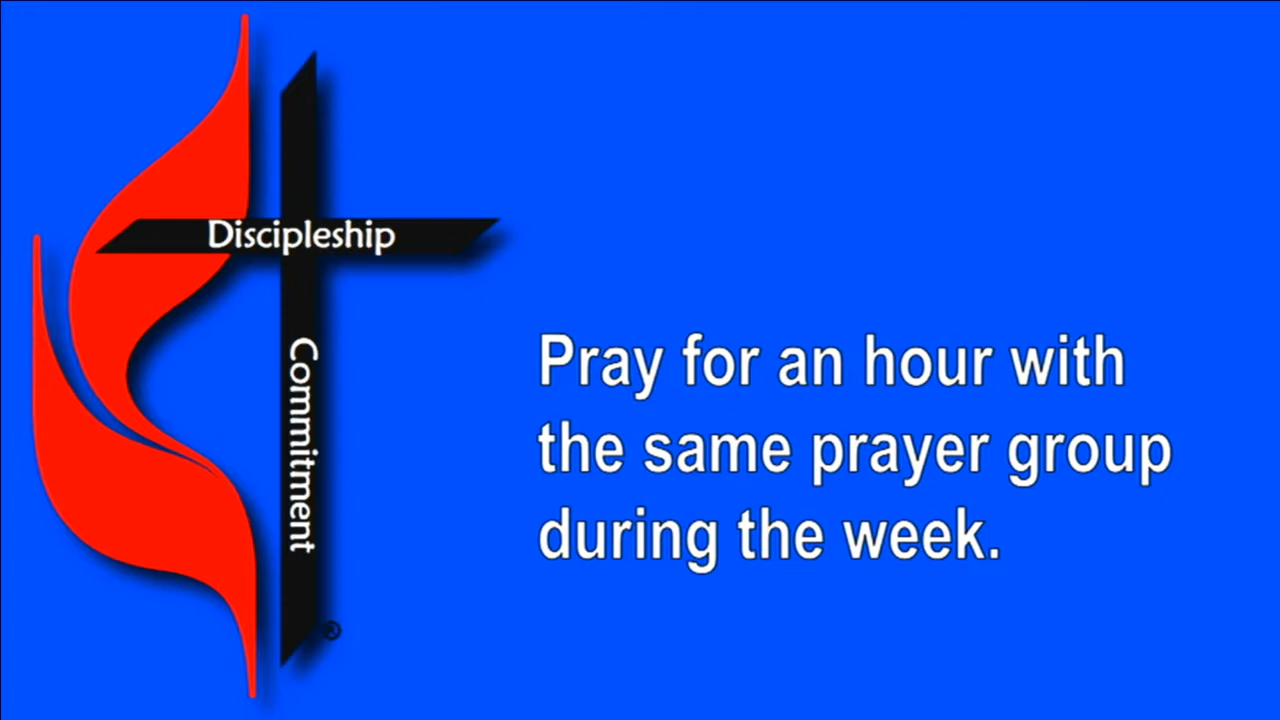 Discipleship
Commitment
®
Pray for an hour with
the same prayer group
during the week.